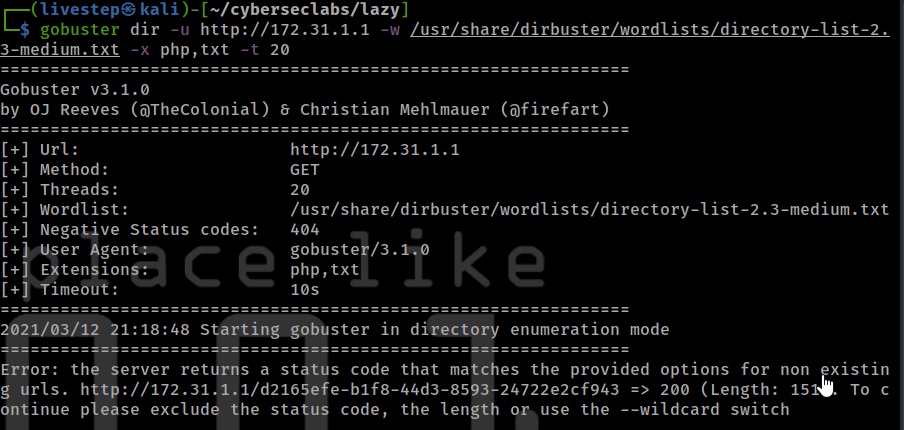 ┌──(livestep㉿kali)-[~/cyberseclabs/lazy]
└─$ gobuster dir -u http://172.31.1.1 -w /usr/share/dirbuster/wordlists/directory-list-2.
3-medium.txt -x php,txt -t 20
===============================================================
Gobuster v3.1.0
by OJ Reeves (@TheColonial) & Christian Mehlmauer (@firefart)
===============================================================
[+] Url:                     http://172.31.1.1
[+] Method:                  GET
[+] Threads:                 20
[+] Wordlist:                /usr/share/dirbuster/wordlists/directory-list-2.3-medium.txt
[+] Negative Status codes:   404
[+] User Agent:              gobuster/3.1.0
[+] Extensions:              php,txt
[+] Timeout:                 10s
place like
===============================================================
2021/03/12 21:18:48 Starting gobuster in directory enumeration mode
===============================================================
Error: the server returns a status code that matches the provided options for non existin
g urls. http://172.31.1.1/d2165efe-b1f8-44d3-8593-24722e2cf943 => 200 (Length: 151. To c
ontinue please exclude the status code, the length or use the --wildcard switch